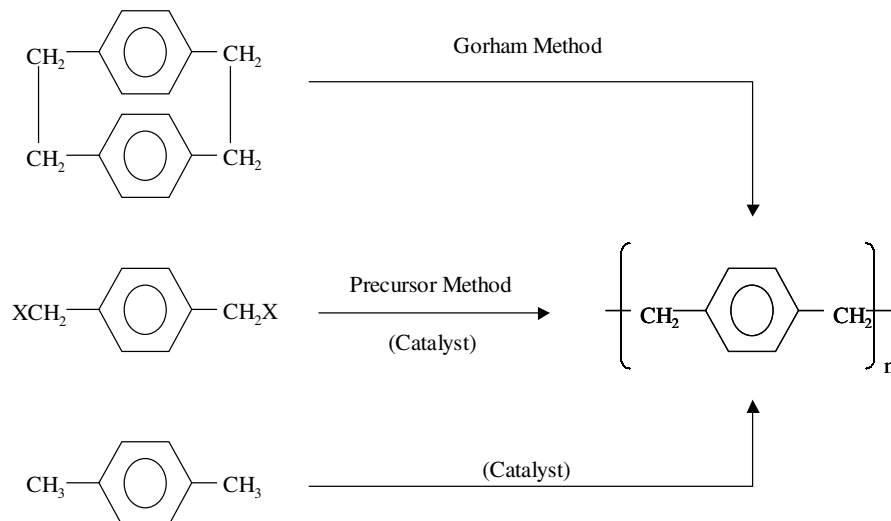 Gorham Method
CH₂ CH₂
CH₂ CH₂
XCH₂ CH₂X
Precursor Method
(Catalyst)
CH₂ CH₂
n
CH₃ CH₃
(Catalyst)